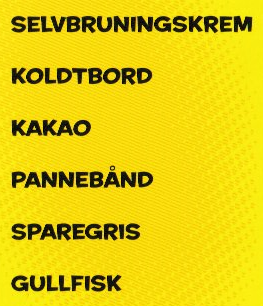 SELVBRUNINGSKREM
KOLDTBORD
KAKAO
PANNEBÅND
SPAREGRIS
GULLFISK